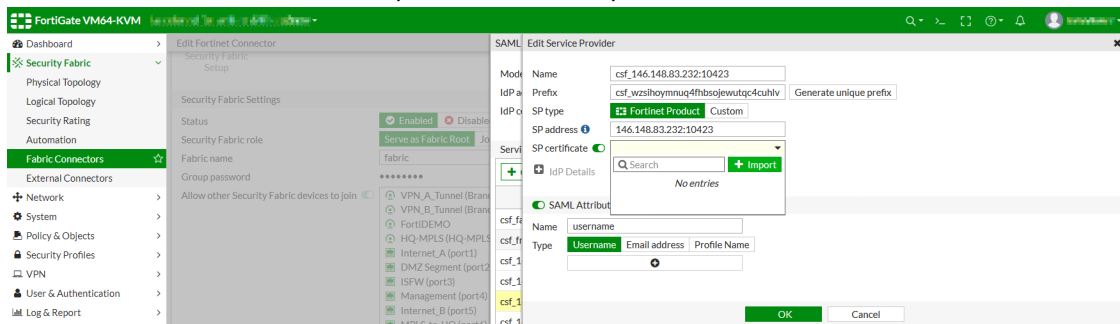 FortiGate VM64-KVM
Dashboard
Security Fabric
Physical Topology
Logical Topology
Security Rating
Automation
Fabric Connectors
External Connectors
Network
System
Policy & Objects
Security Profiles
VPN
User & Authentication
Log & Report
Edit Fortinet Connector
Security Fabric
Setup
Security Fabric Settings
Status Enabled Disable
Security Fabric role Serve as Fabric Root Jo
Fabric name fabric
Group password ••••••••
Allow other Security Fabric devices to join VPN_A_Tunnel (Bran
VPN_B_Tunnel (Bran
FortiDEMO
HQ-MPLS (HQ-MPLS
Internet_A (port1)
DMZ Segment (port2
ISFW (port3)
Management (port4)
Internet_B (port5)
SAML
Mode
IdP a
IdP c
Servi
csf_fa
csf_fr
csf_1
csf_1
csf_1
csf_1
Edit Service Provider
Name csf_146.148.83.232:10423
Prefix csf_wzsihoymnuq4fhbsojewutqc4cuhlv Generate unique prefix
SP type Fortinet Product Custom
SP address 146.148.83.232:10423
SP certificate
Search Import
No entries
IdP Details
SAML Attribut
Name username
Type Username Email address Profile Name
OK Cancel